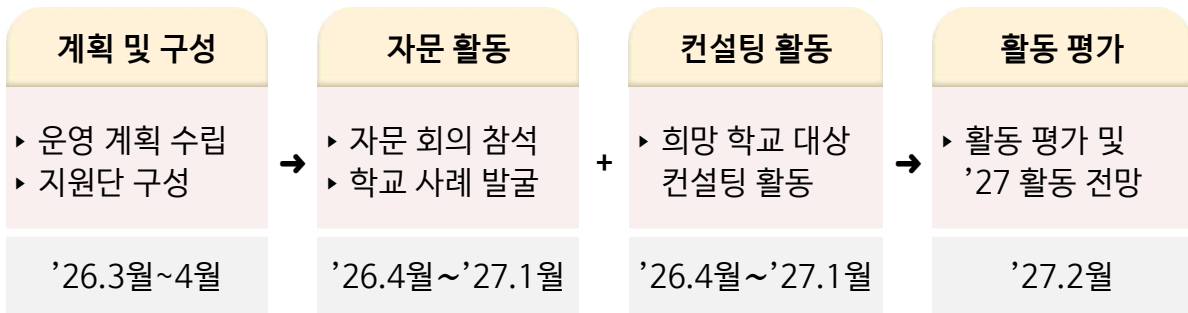 계획 및 구성
▸ 운영 계획 수립
▸ 지원단 구성
’26.3월~4월
➜
자문 활동
▸ 자문 회의 참석
▸ 학교 사례 발굴
’26.4월~’27.1월
+
컨설팅 활동
▸ 희망 학교 대상
컨설팅 활동
’26.4월~’27.1월
➜
활동 평가
▸ 활동 평가 및
’27 활동 전망
’27.2월